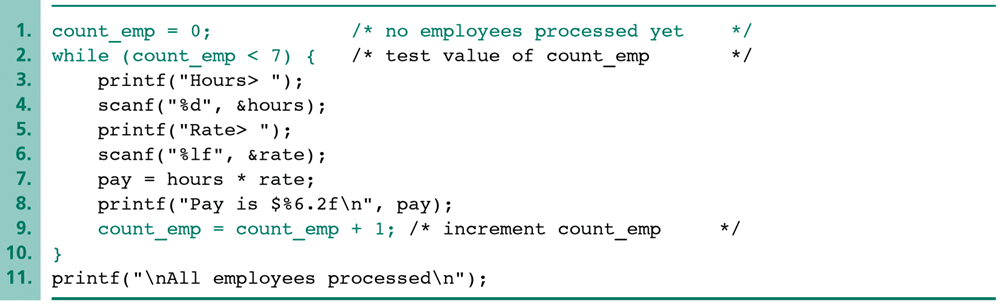 1. count_emp = 0; /* no employees processed yet */
2. while (count_emp < 7) { /* test value of count_emp */
3. printf("Hours> ");
4. scanf("%d", &hours);
5. printf("Rate> ");
6. scanf("%lf", &rate);
7. pay = hours * rate;
8. printf("Pay is $%6.2f\n", pay);
9. count_emp = count_emp + 1; /* increment count_emp */
10. }
11. printf("\nAll employees processed\n");